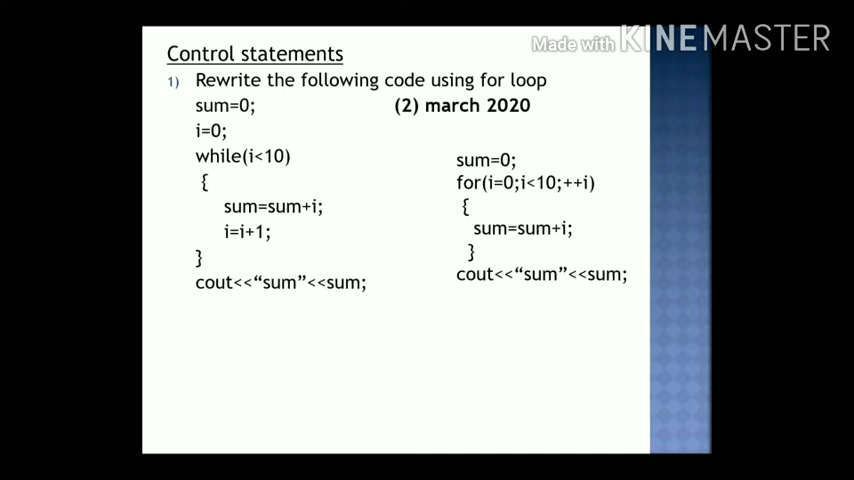 Made with KINEMASTER
Control statements
1) Rewrite the following code using for loop
sum=0; (2) march 2020
i=0;
while(i<10)
{
sum=sum+i;
i=i+1;
}
cout<<“sum”<<sum;
sum=0;
for(i=0;i<10;++i)
{
sum=sum+i;
}
cout<<“sum”<<sum;